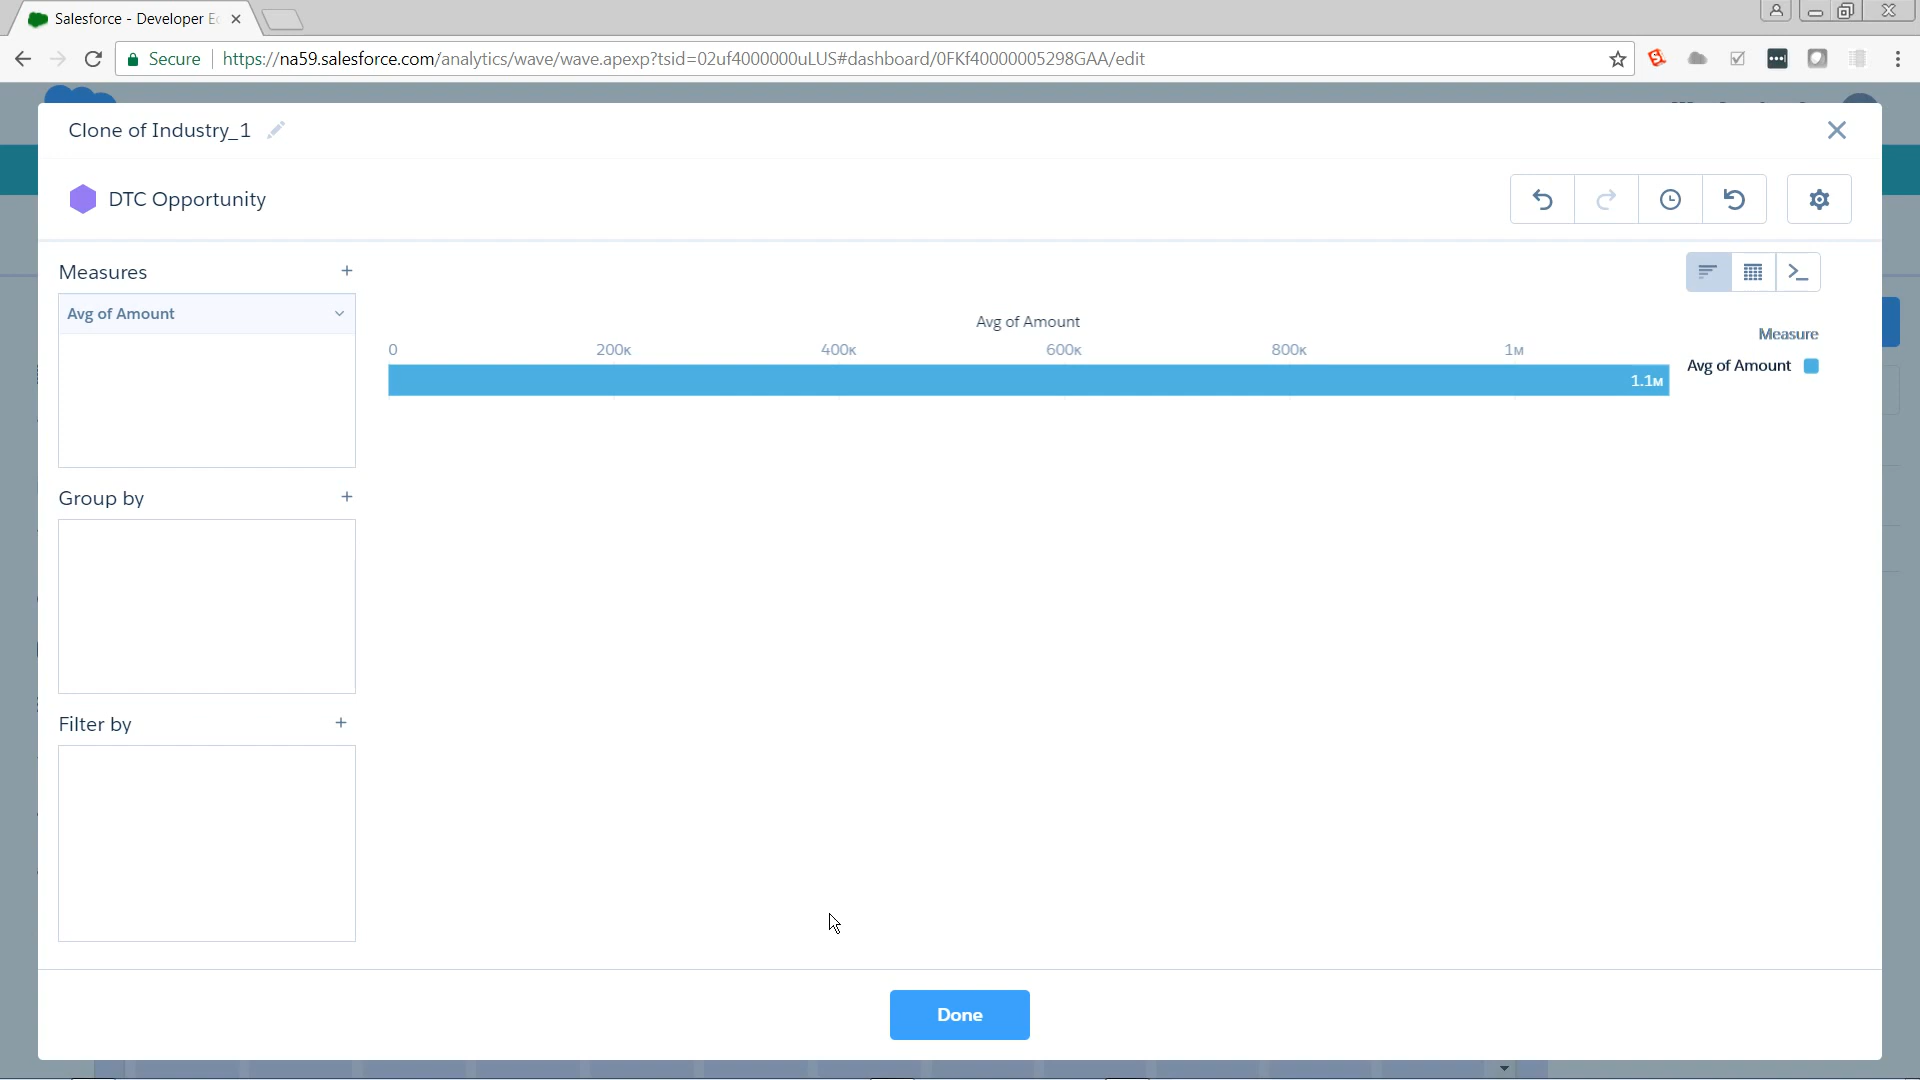 Salesforce - Developer E
Secure
https://na59.salesforce.com/analytics/wave/wave.apexp?tsid=02uf4000000uLUS#dashboard/0FKf40000005298GAA/edit
Clone of Industry_1
DTC Opportunity
Measures
Avg of Amount
Group by
Filter by
Avg of Amount
0 200K 400K 600K 800K 1M
1.1M
Measure
Avg of Amount
Done